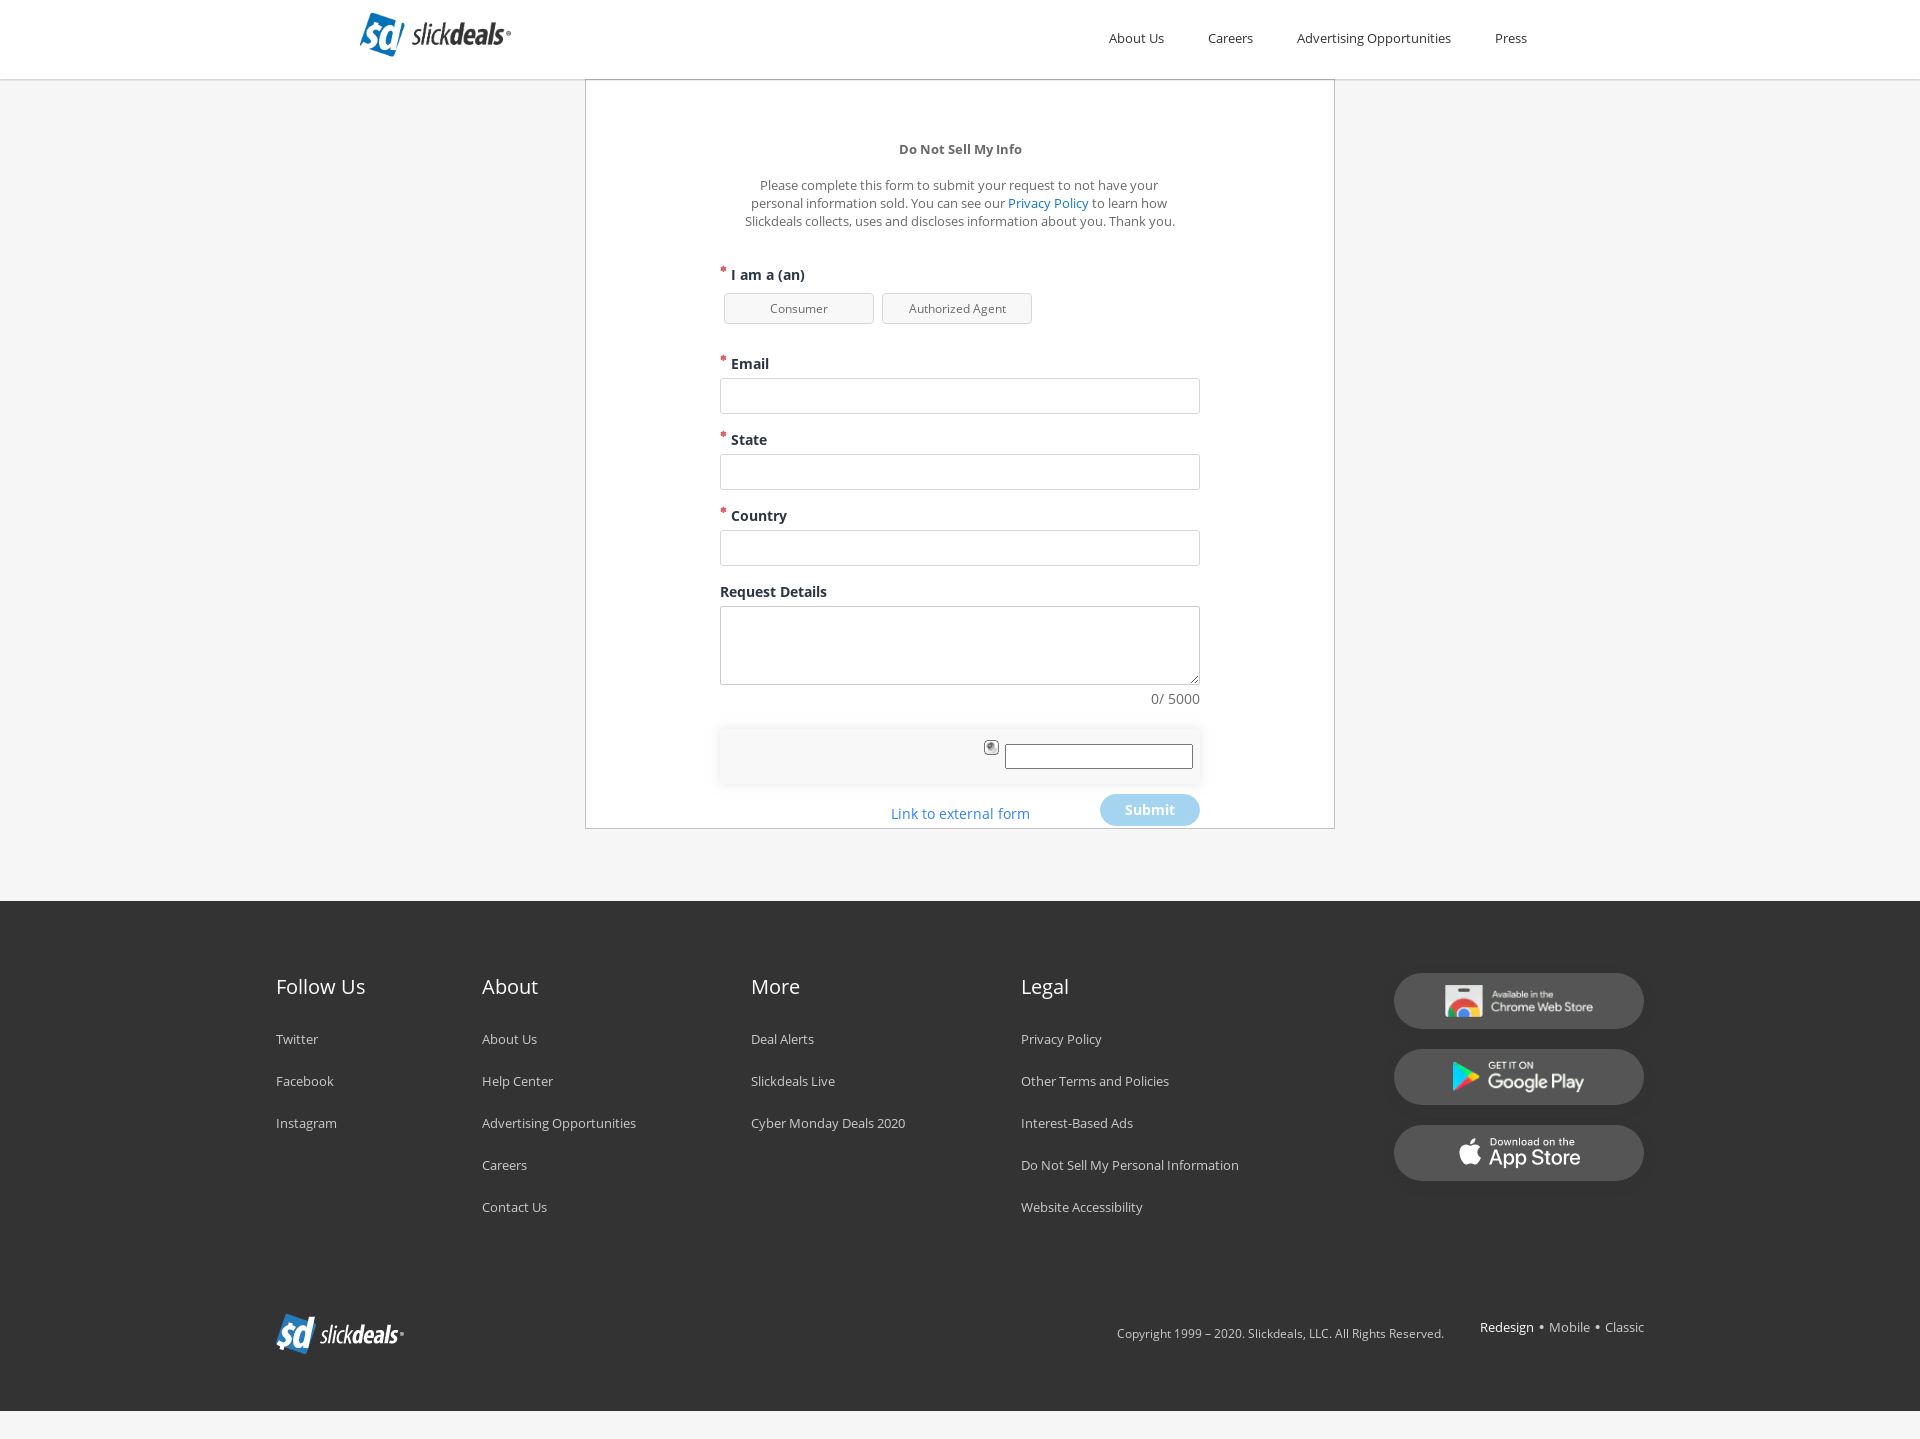 sd slickdeals
About Us Careers Advertising Opportunities Press
Do Not Sell My Info
Please complete this form to submit your request to not have your
personal information sold. You can see our Privacy Policy to learn how
Slickdeals collects, uses and discloses information about you. Thank you.
* I am a (an)
Consumer Authorized Agent
* Email
* State
* Country
Request Details
0/ 5000
Link to external form Submit
Follow Us
Twitter
Facebook
Instagram
About
About Us
Help Center
Advertising Opportunities
Careers
Contact Us
More
Deal Alerts
Slickdeals Live
Cyber Monday Deals 2020
Legal
Privacy Policy
Other Terms and Policies
Interest-Based Ads
Do Not Sell My Personal Information
Website Accessibility
Available in the
Chrome Web Store
GET IT ON
Google Play
Download on the
App Store
sd slickdeals
Copyright 1999 – 2020. Slickdeals, LLC. All Rights Reserved. Redesign • Mobile • Classic